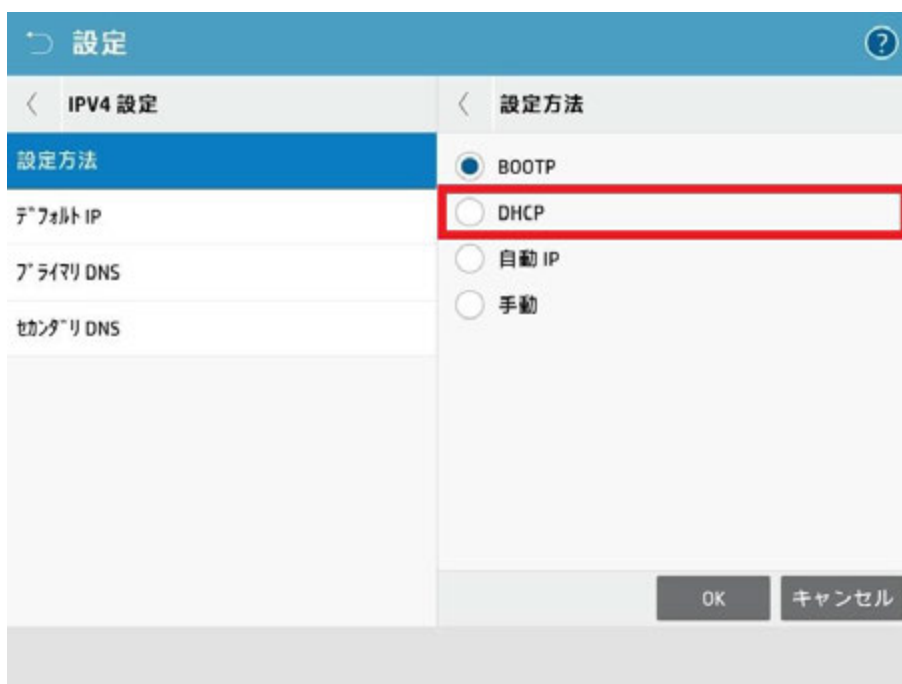 設定
?
IPV4 設定
設定方法
設定方法
BOOTP
ﾃﾞﾌｫﾙﾄ IP
DHCP
ﾌﾟﾗｲﾏﾘ DNS
自動 IP
ｾｶﾝﾀﾞﾘ DNS
手動
OK
キャンセル